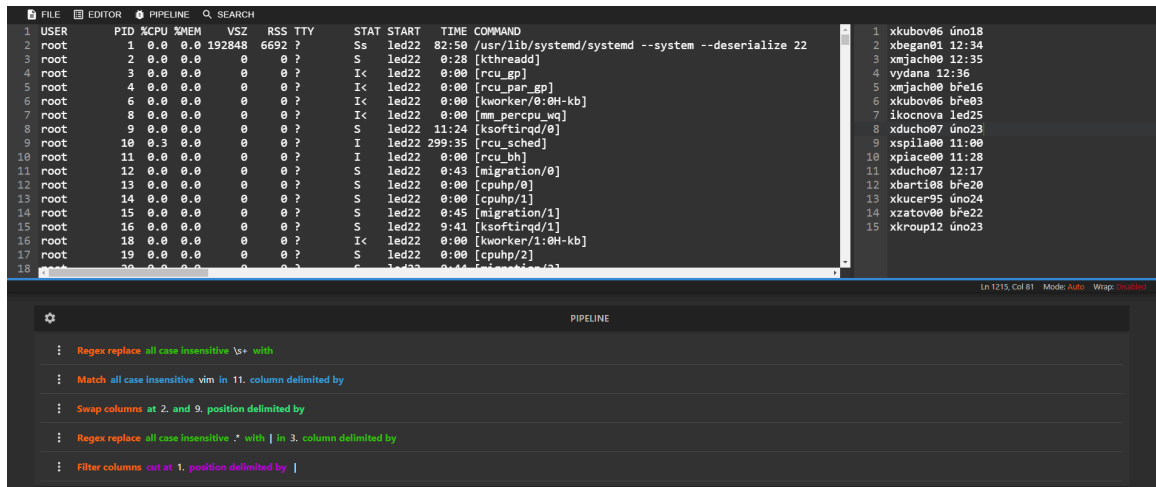 FILE EDITOR PIPELINE SEARCH
1 USER PID %CPU %MEM VSZ RSS TTY STAT START TIME COMMAND
2 root 1 0.0 0.0 192848 6692 ? Ss led22 82:50 /usr/lib/systemd/systemd --system --deserialize 22
3 root 2 0.0 0.0 0 0 ? S led22 0:28 [kthreadd]
4 root 3 0.0 0.0 0 0 ? I< led22 0:00 [rcu_gp]
5 root 4 0.0 0.0 0 0 ? I< led22 0:00 [rcu_par_gp]
6 root 6 0.0 0.0 0 0 ? I< led22 0:00 [kworker/0:0H-kb]
7 root 8 0.0 0.0 0 0 ? I< led22 0:00 [mm_percpu_wq]
8 root 9 0.0 0.0 0 0 ? S led22 11:24 [ksoftirqd/0]
9 root 10 0.3 0.0 0 0 ? I led22 299:35 [rcu_sched]
10 root 11 0.0 0.0 0 0 ? I led22 0:00 [rcu_bh]
11 root 12 0.0 0.0 0 0 ? S led22 0:43 [migration/0]
12 root 13 0.0 0.0 0 0 ? S led22 0:00 [cpuhp/0]
13 root 14 0.0 0.0 0 0 ? S led22 0:00 [cpuhp/1]
14 root 15 0.0 0.0 0 0 ? S led22 0:45 [migration/1]
15 root 16 0.0 0.0 0 0 ? S led22 9:41 [ksoftirqd/1]
16 root 18 0.0 0.0 0 0 ? I< led22 0:00 [kworker/1:0H-kb]
17 root 19 0.0 0.0 0 0 ? S led22 0:00 [cpuhp/2]
18
1 xkubov06 úno18
2 xbegan01 12:34
3 xmjach00 12:35
4 vydana 12:36
5 xmjach00 bře16
6 xkubov06 bře03
7 ikocnova led25
8 xducho07 úno23
9 xspila00 11:00
10 xpiace00 11:28
11 xducho07 12:17
12 xbarti08 bře20
13 xkucer95 úno24
14 xzatov00 bře22
15 xkroup12 úno23
Ln 1215, Col 81 Mode: Auto Wrap: Disabled
PIPELINE
Regex replace all case insensitive \s+ with
Match all case insensitive vim in 11. column delimited by
Swap columns at 2. and 9. position delimited by
Regex replace all case insensitive .* with | in 3. column delimited by
Filter columns cut at 1. position delimited by |